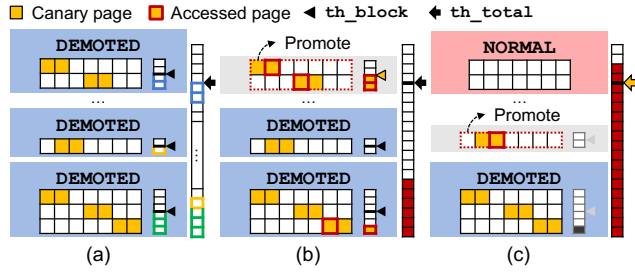 Canary page Accessed page th_block th_total
DEMOTED Promote NORMAL
... ... ...
DEMOTED DEMOTED Promote
DEMOTED DEMOTED DEMOTED
(a) (b) (c)